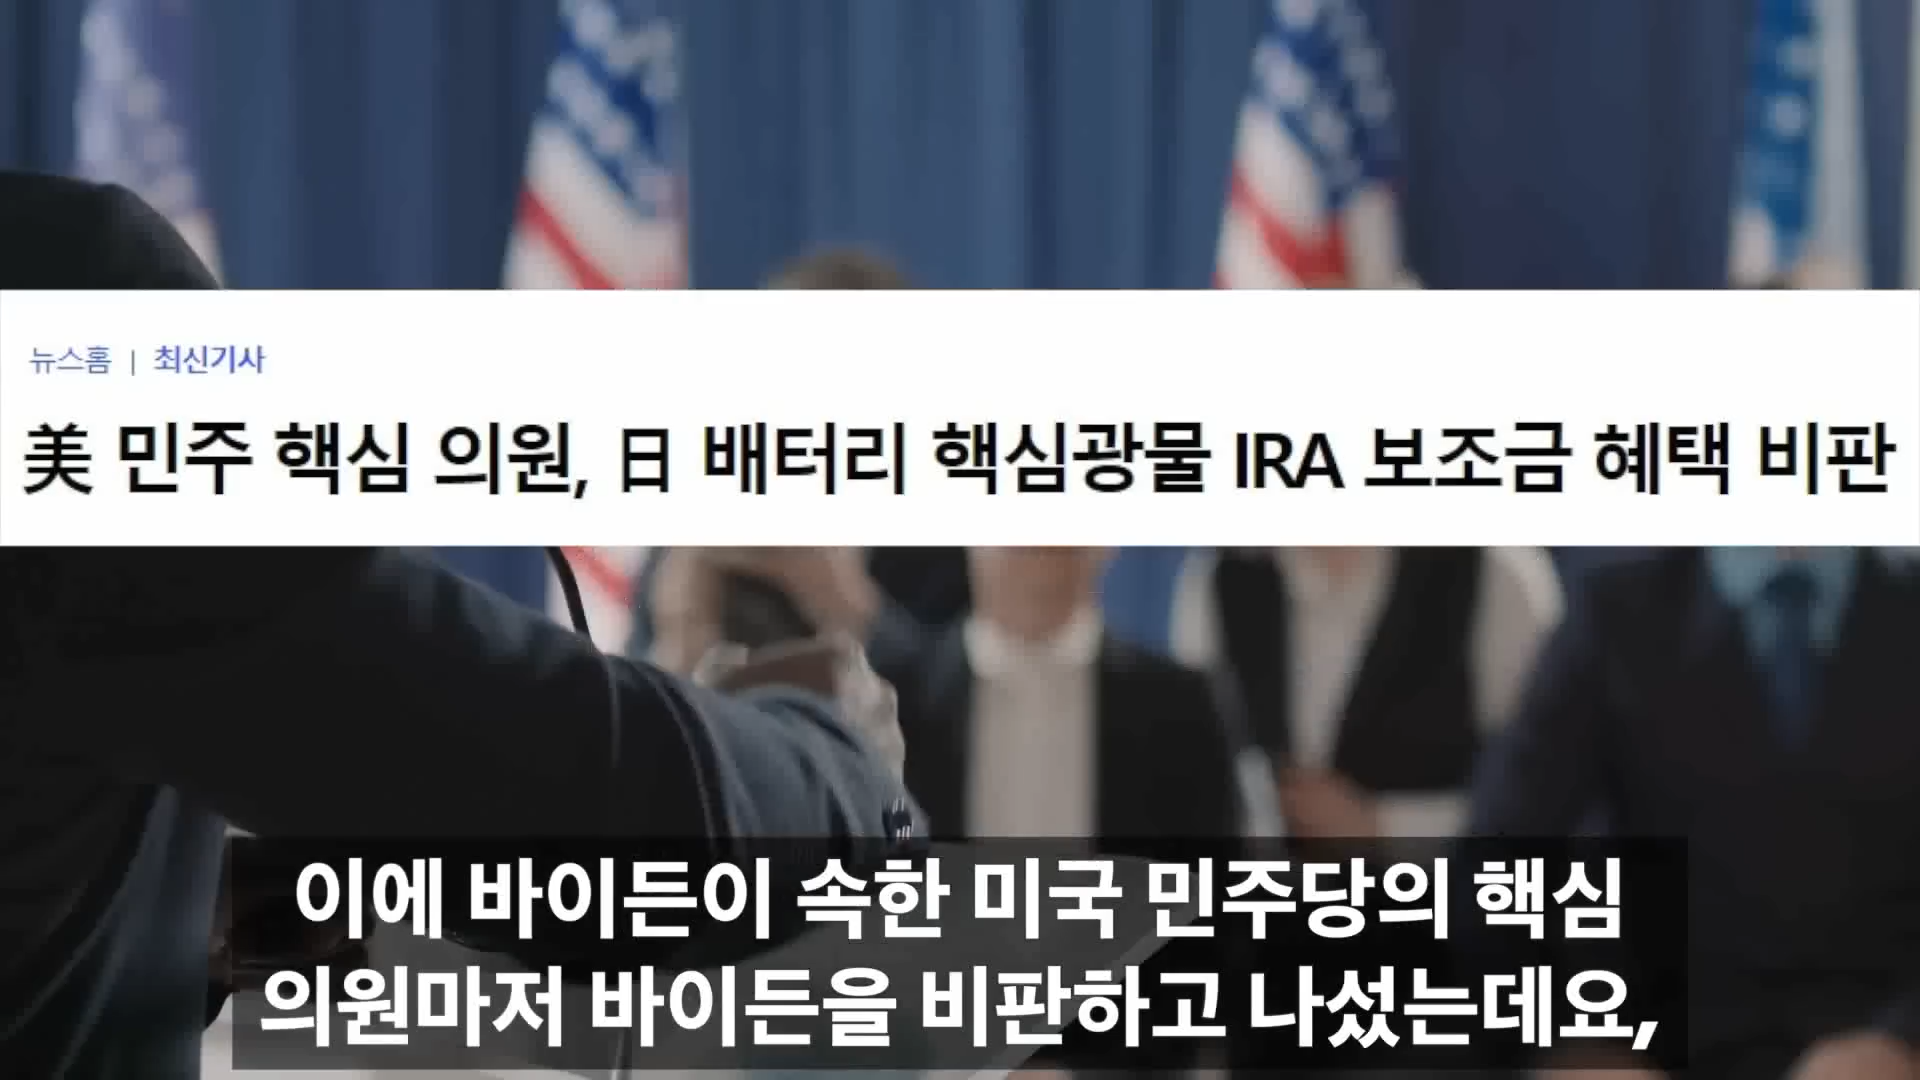 뉴스홈 | 최신기사
美 민주 핵심 의원, 日 배터리 핵심광물 IRA 보조금 혜택 비판
이에 바이든이 속한 미국 민주당의 핵심
의원마저 바이든을 비판하고 나섰는데요,